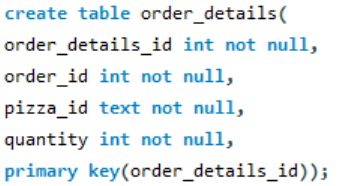 create table order_details(
order_details_id int not null,
order_id int not null,
pizza_id text not null,
quantity int not null,
primary key(order_details_id));